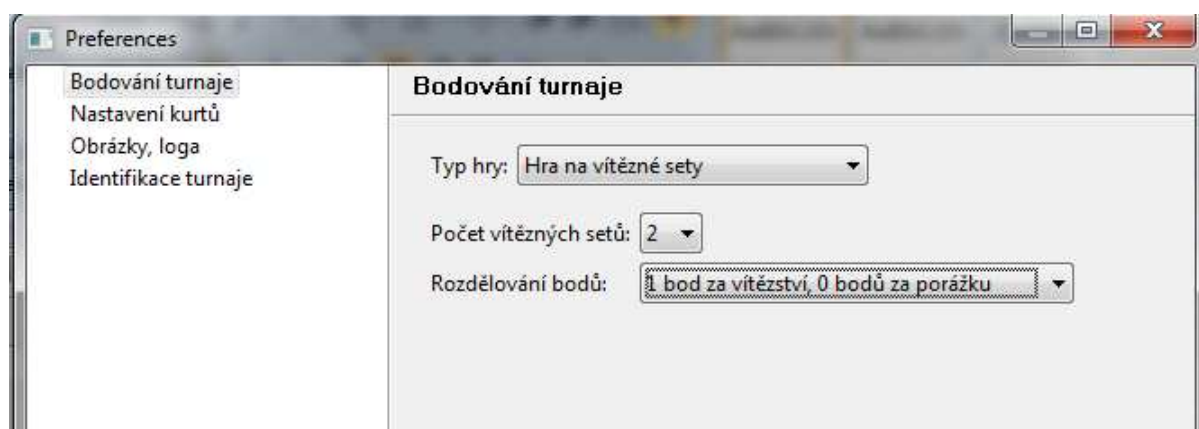 Preferences
Bodování turnaje
Nastavení kurtů
Obrázky, loga
Identifikace turnaje
Bodování turnaje
Typ hry: Hra na vítězné sety
Počet vítězných setů: 2
Rozdělování bodů: 1 bod za vítězství, 0 bodů za porážku